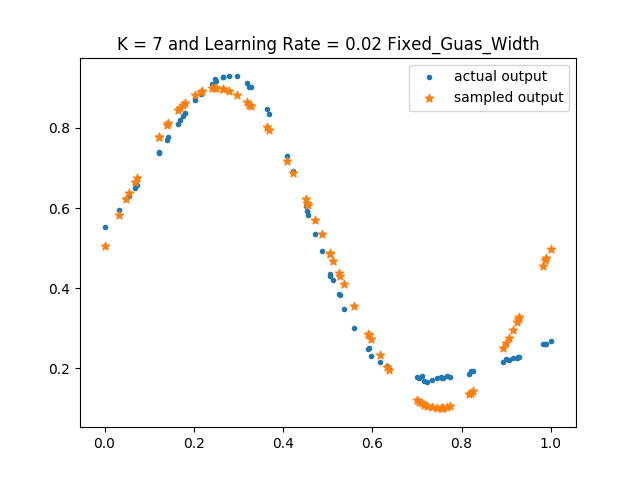 K = 7 and Learning Rate = 0.02 Fixed_Guas_Width
actual output
sampled output
0.8
0.6
0.4
0.2
0.0 0.2 0.4 0.6 0.8 1.0